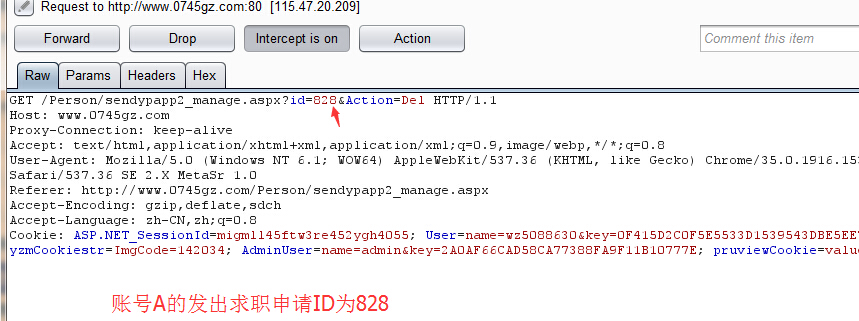 Request to http://www.0745gz.com:80 [115.47.20.209]
Forward Drop Intercept is on Action Comment this item
Raw Params Headers Hex
GET /Person/sendypapp2_manage.aspx?id=828&Action=Del HTTP/1.1
Host: www.0745gz.com
Proxy-Connection: keep-alive
Accept: text/html,application/xhtml+xml,application/xml;q=0.9,image/webp,*/*;q=0.8
User-Agent: Mozilla/5.0 (Windows NT 6.1; WOW64) AppleWebKit/537.36 (KHTML, like Gecko) Chrome/35.0.1916.153
Safari/537.36 SE 2.X MetaSr 1.0
Referer: http://www.0745gz.com/Person/sendypapp2_manage.aspx
Accept-Encoding: gzip,deflate,sdch
Accept-Language: zh-CN,zh;q=0.8
Cookie: ASP.NET_SessionId=migml145ftw3re452ygh4055; User=name=wz5088630&key=0F415D2C0F5E5533D1539543DBE5EE7
yzmCookiestr=ImgCode=142034; AdminUser=name=admin&key=2A0AF66CAD58CA77388FA9F11B10777E; pruviewCookie=value
账号A的发出求职申请ID为828